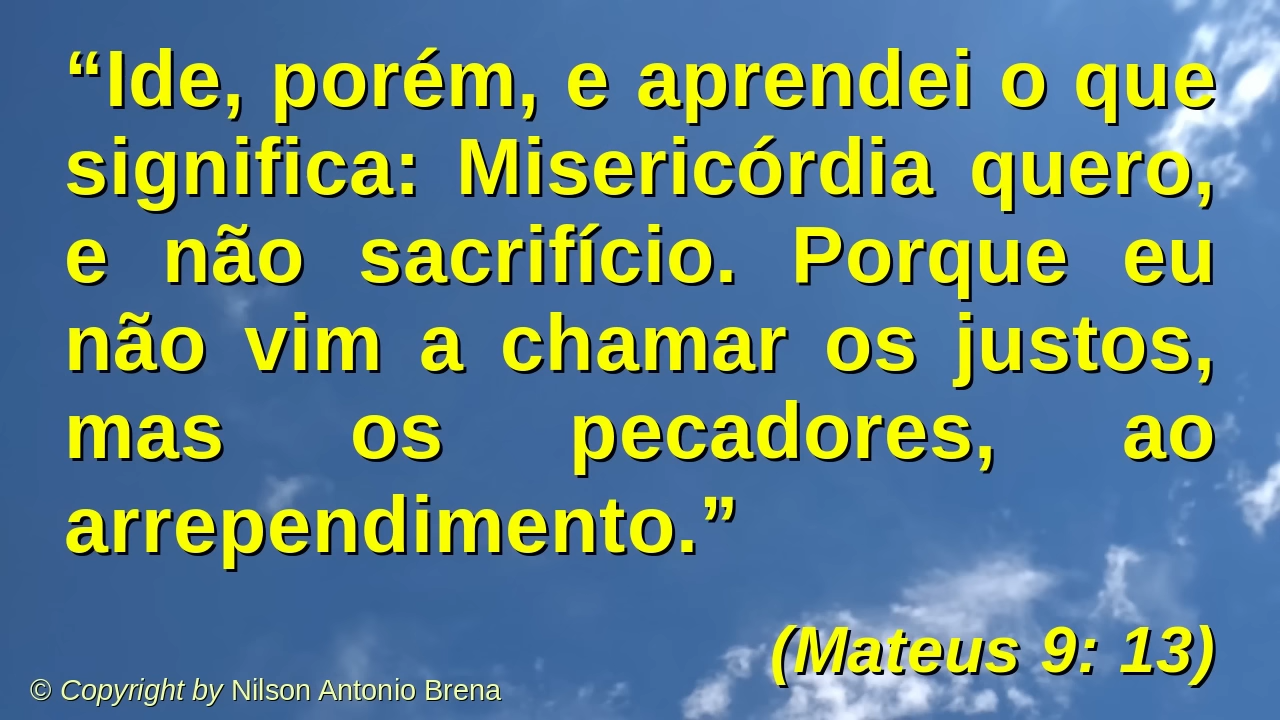 “Ide, porém, e aprendei o que
significa: Misericórdia quero,
e não sacrifício. Porque eu
não vim a chamar os justos,
mas os pecadores, ao
arrependimento.”
(Mateus 9: 13)
© Copyright by Nilson Antonio Brena